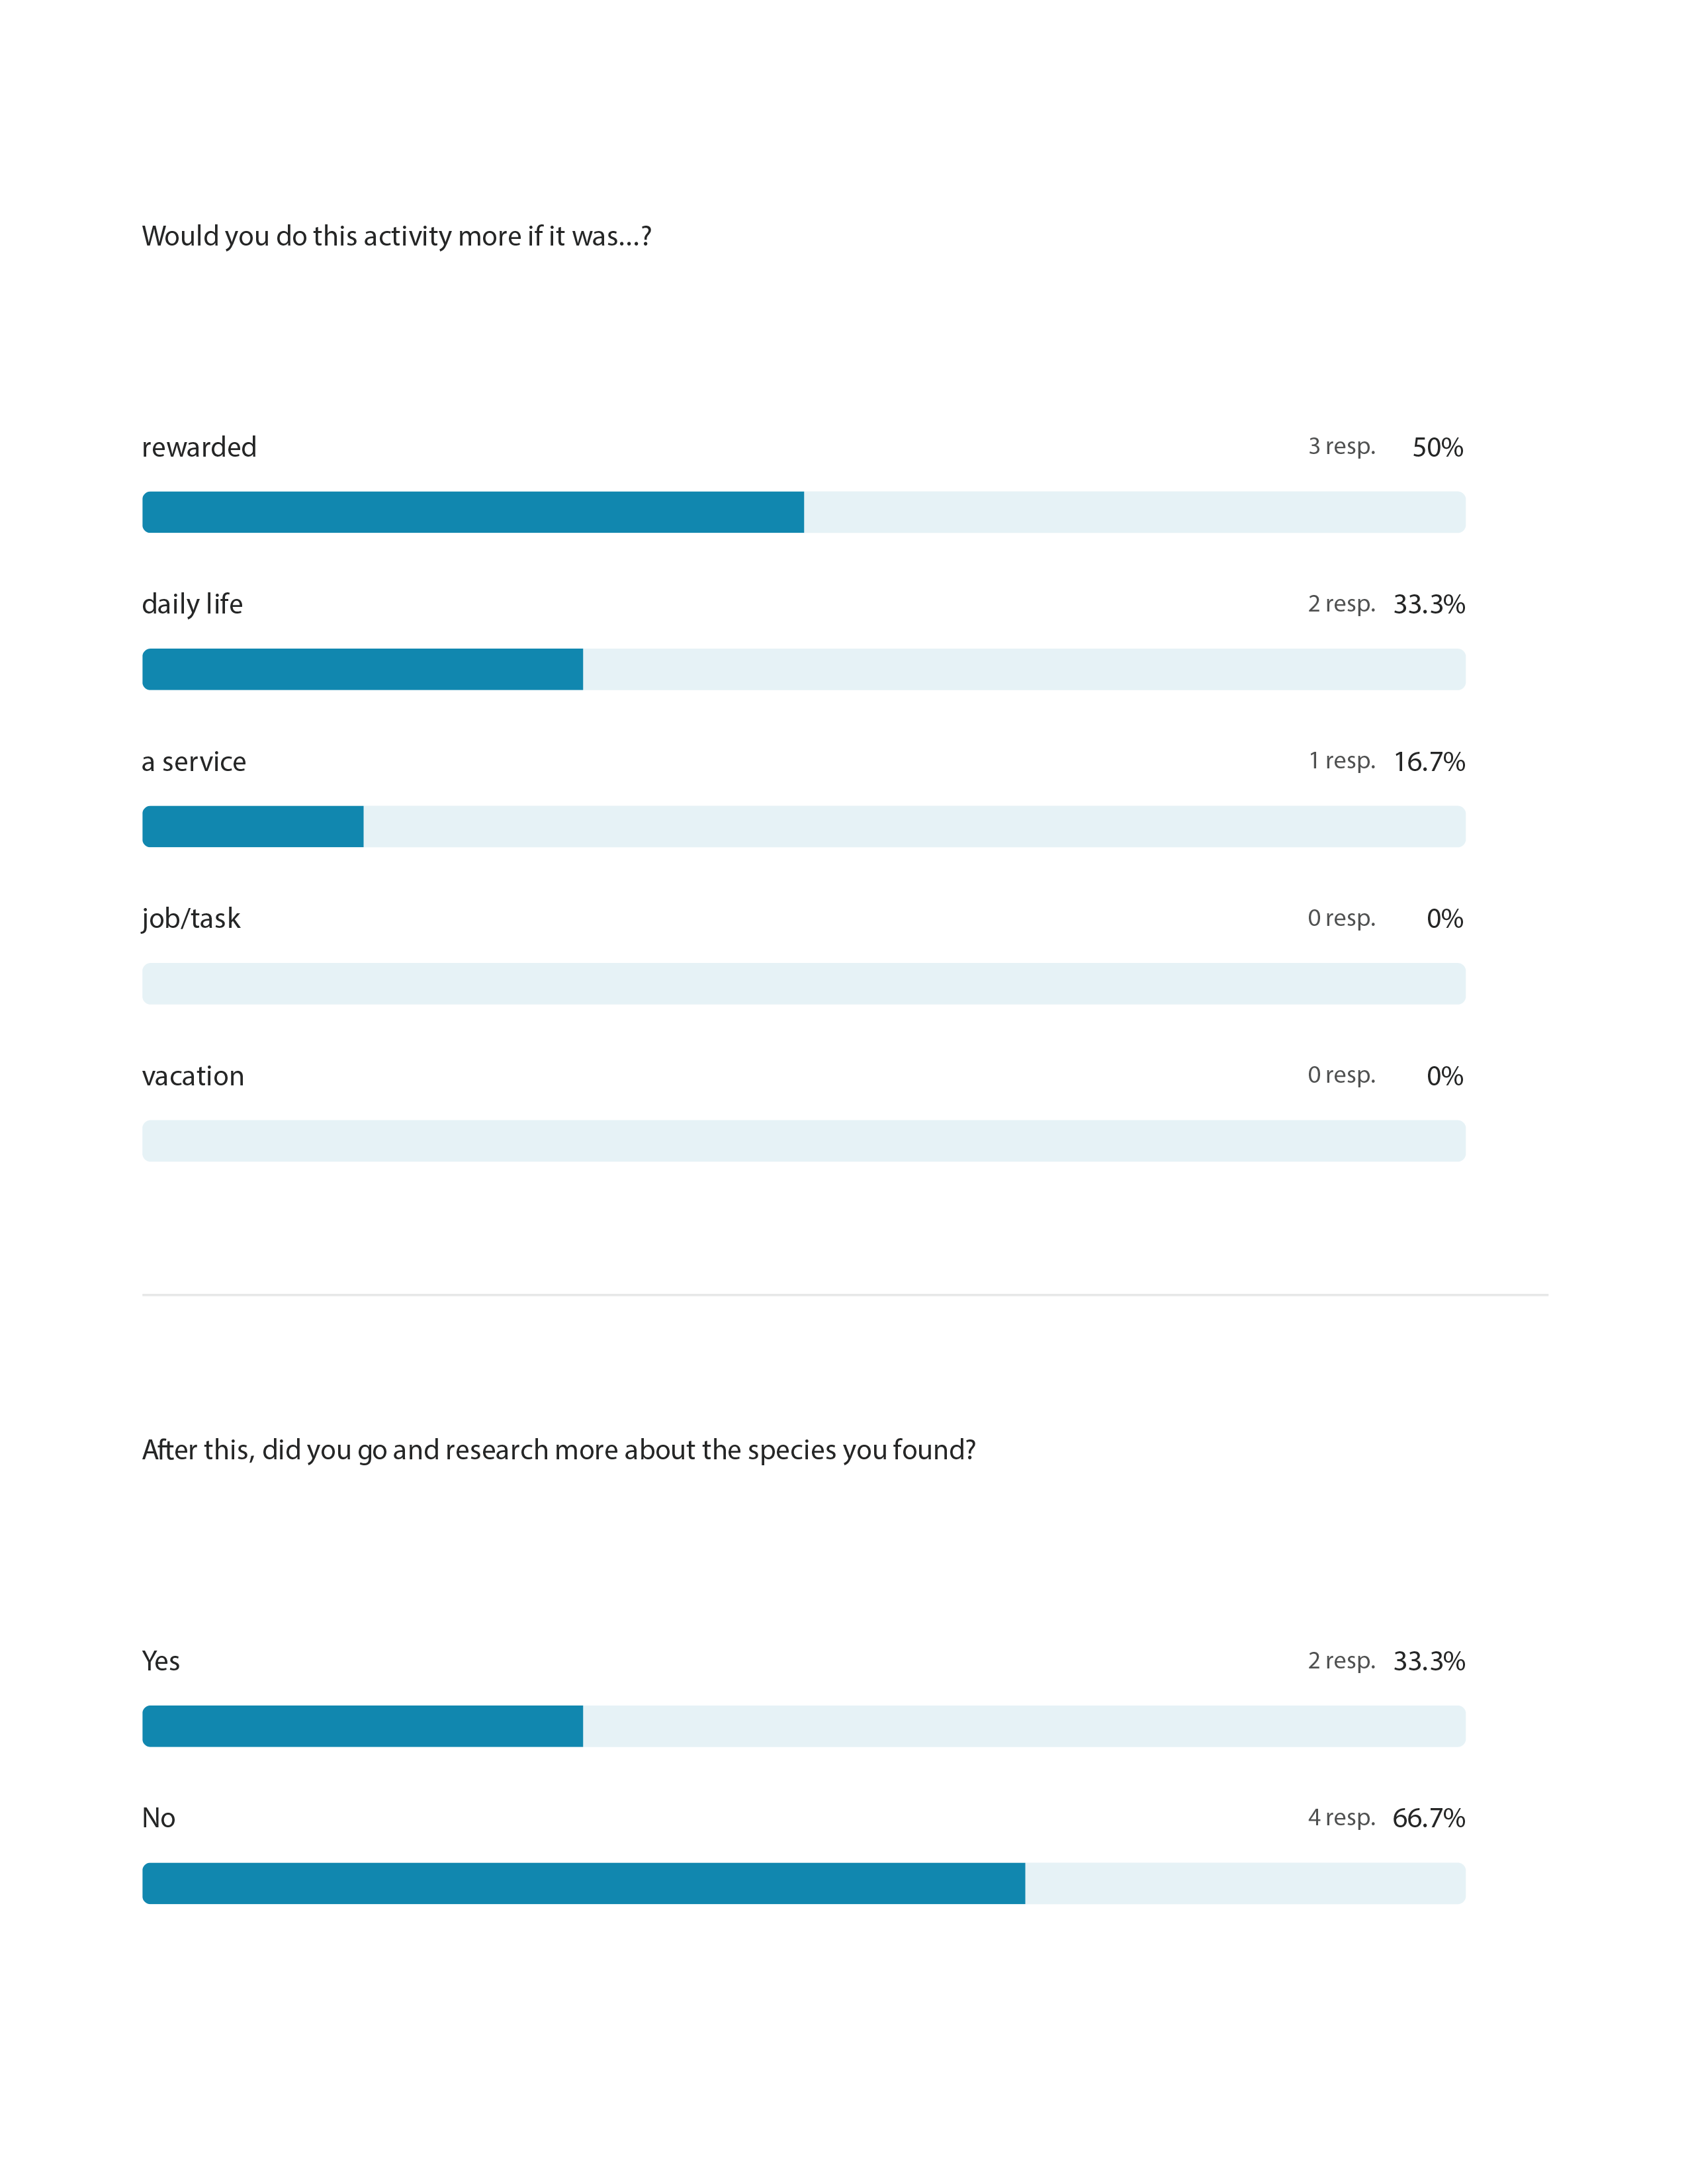 Would you do this activity more if it was...?
rewarded 3 resp. 50%
daily life 2 resp. 33.3%
a service 1 resp. 16.7%
job/task 0 resp. 0%
vacation 0 resp. 0%
After this, did you go and research more about the species you found?
Yes 2 resp. 33.3%
No 4 resp. 66.7%